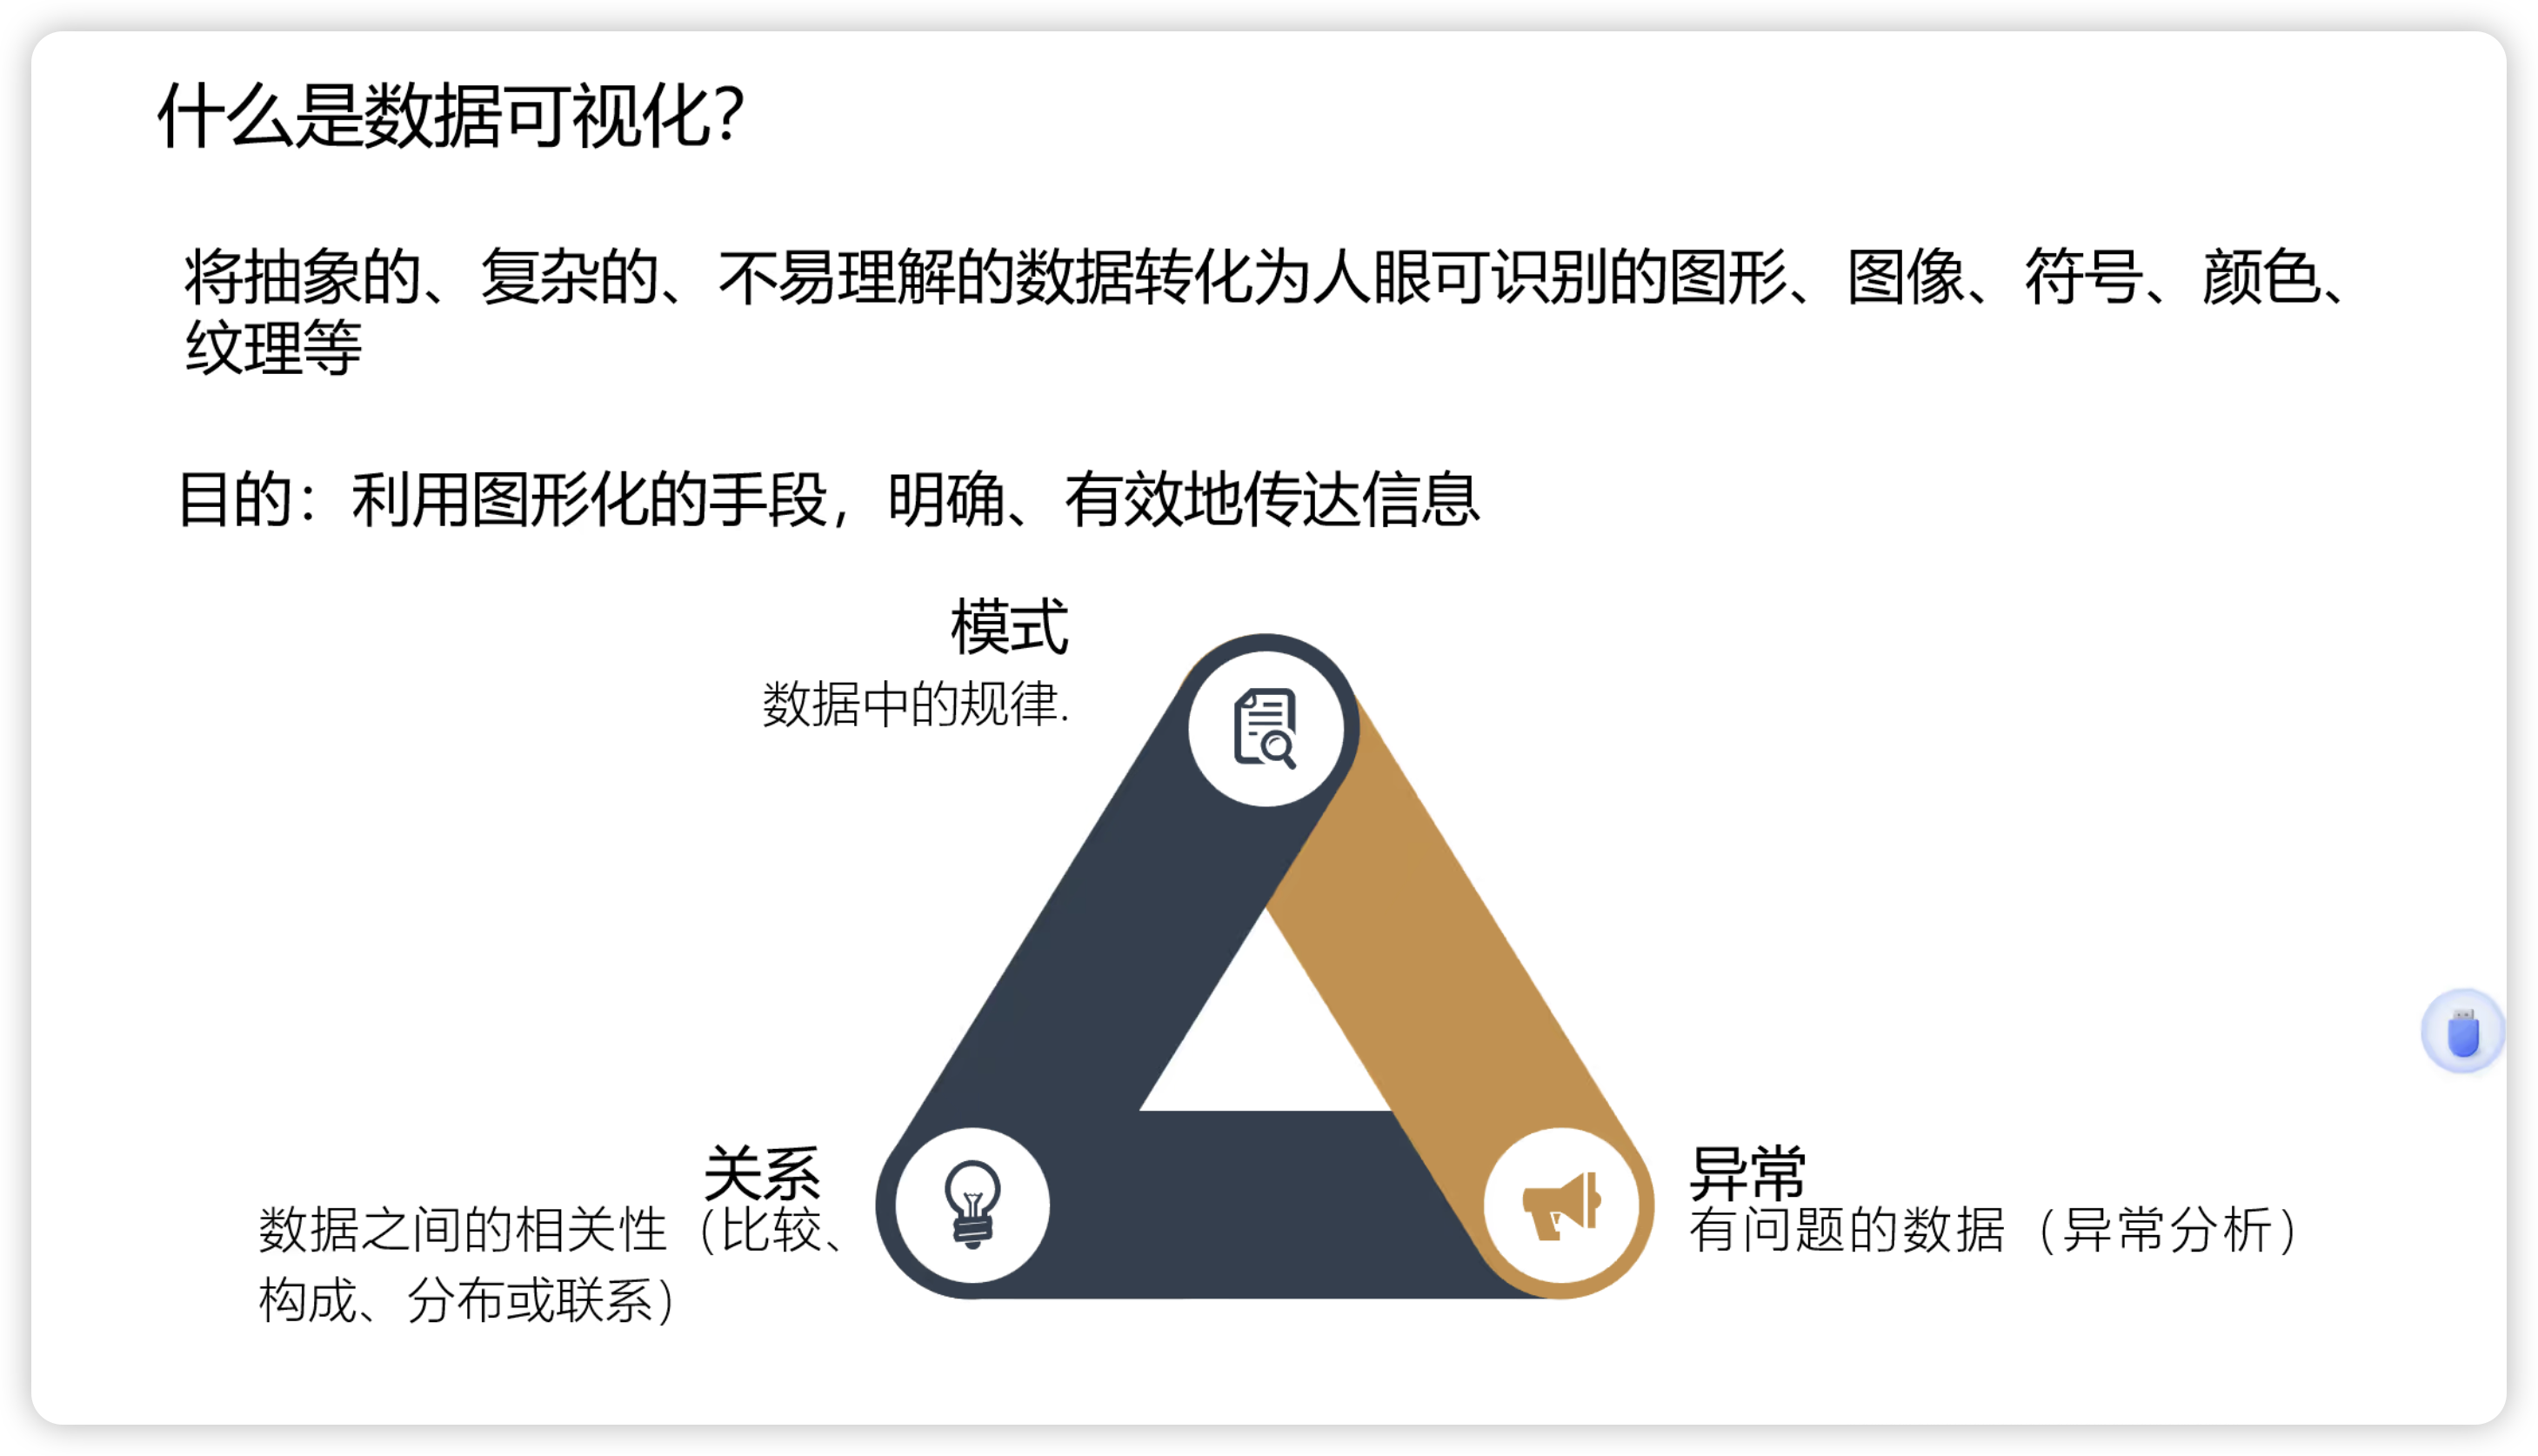 什么是数据可视化?
将抽象的、复杂的、不易理解的数据转化为人眼可识别的图形、图像、符号、颜色、
纹理等
目的：利用图形化的手段，明确、有效地传达信息
模式
数据中的规律.
关系
数据之间的相关性（比较、
构成、分布或联系）
异常
有问题的数据（异常分析）